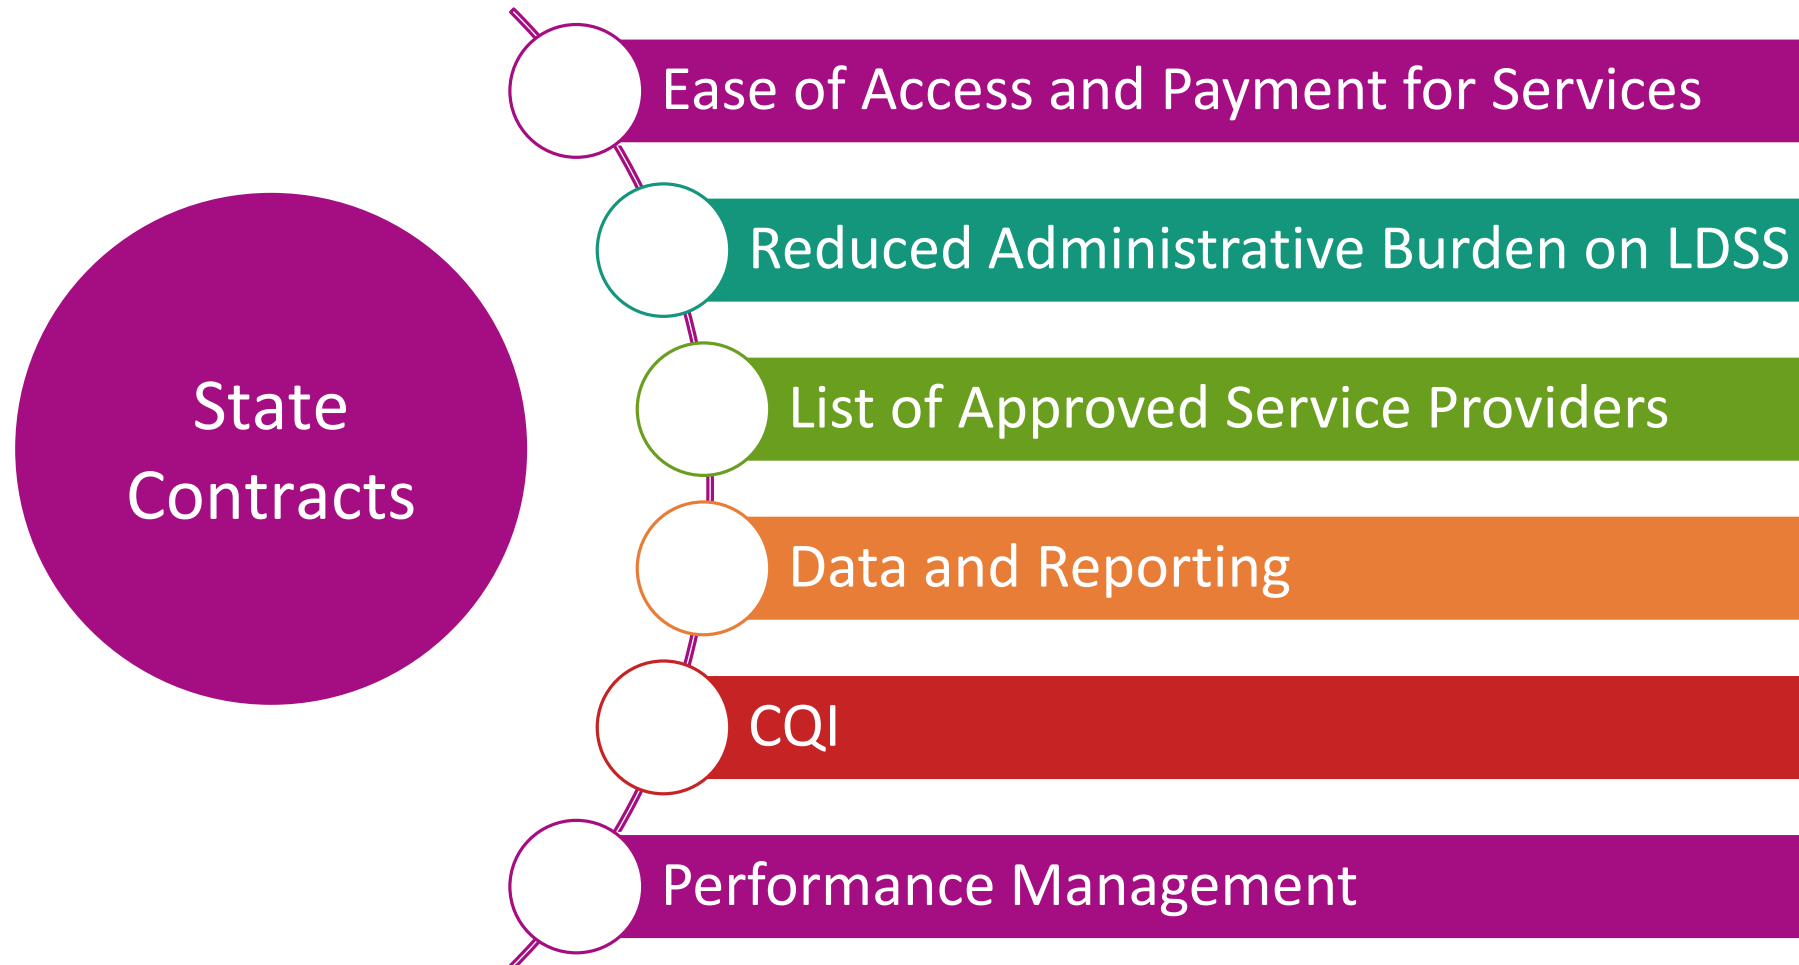 State
Contracts
Ease of Access and Payment for Services
Reduced Administrative Burden on LDSS
List of Approved Service Providers
Data and Reporting
CQI
Performance Management